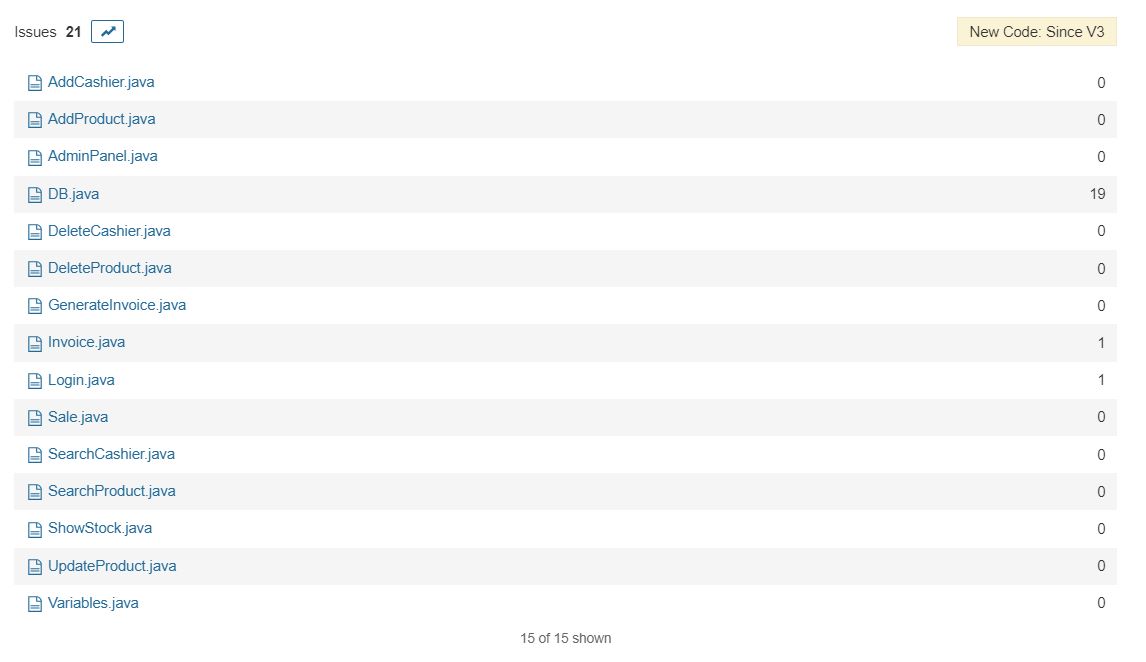 Issues 21
New Code: Since V3
AddCashier.java 0
AddProduct.java 0
AdminPanel.java 0
DB.java 19
DeleteCashier.java 0
DeleteProduct.java 0
GenerateInvoice.java 0
Invoice.java 1
Login.java 1
Sale.java 0
SearchCashier.java 0
SearchProduct.java 0
ShowStock.java 0
UpdateProduct.java 0
Variables.java 0
15 of 15 shown